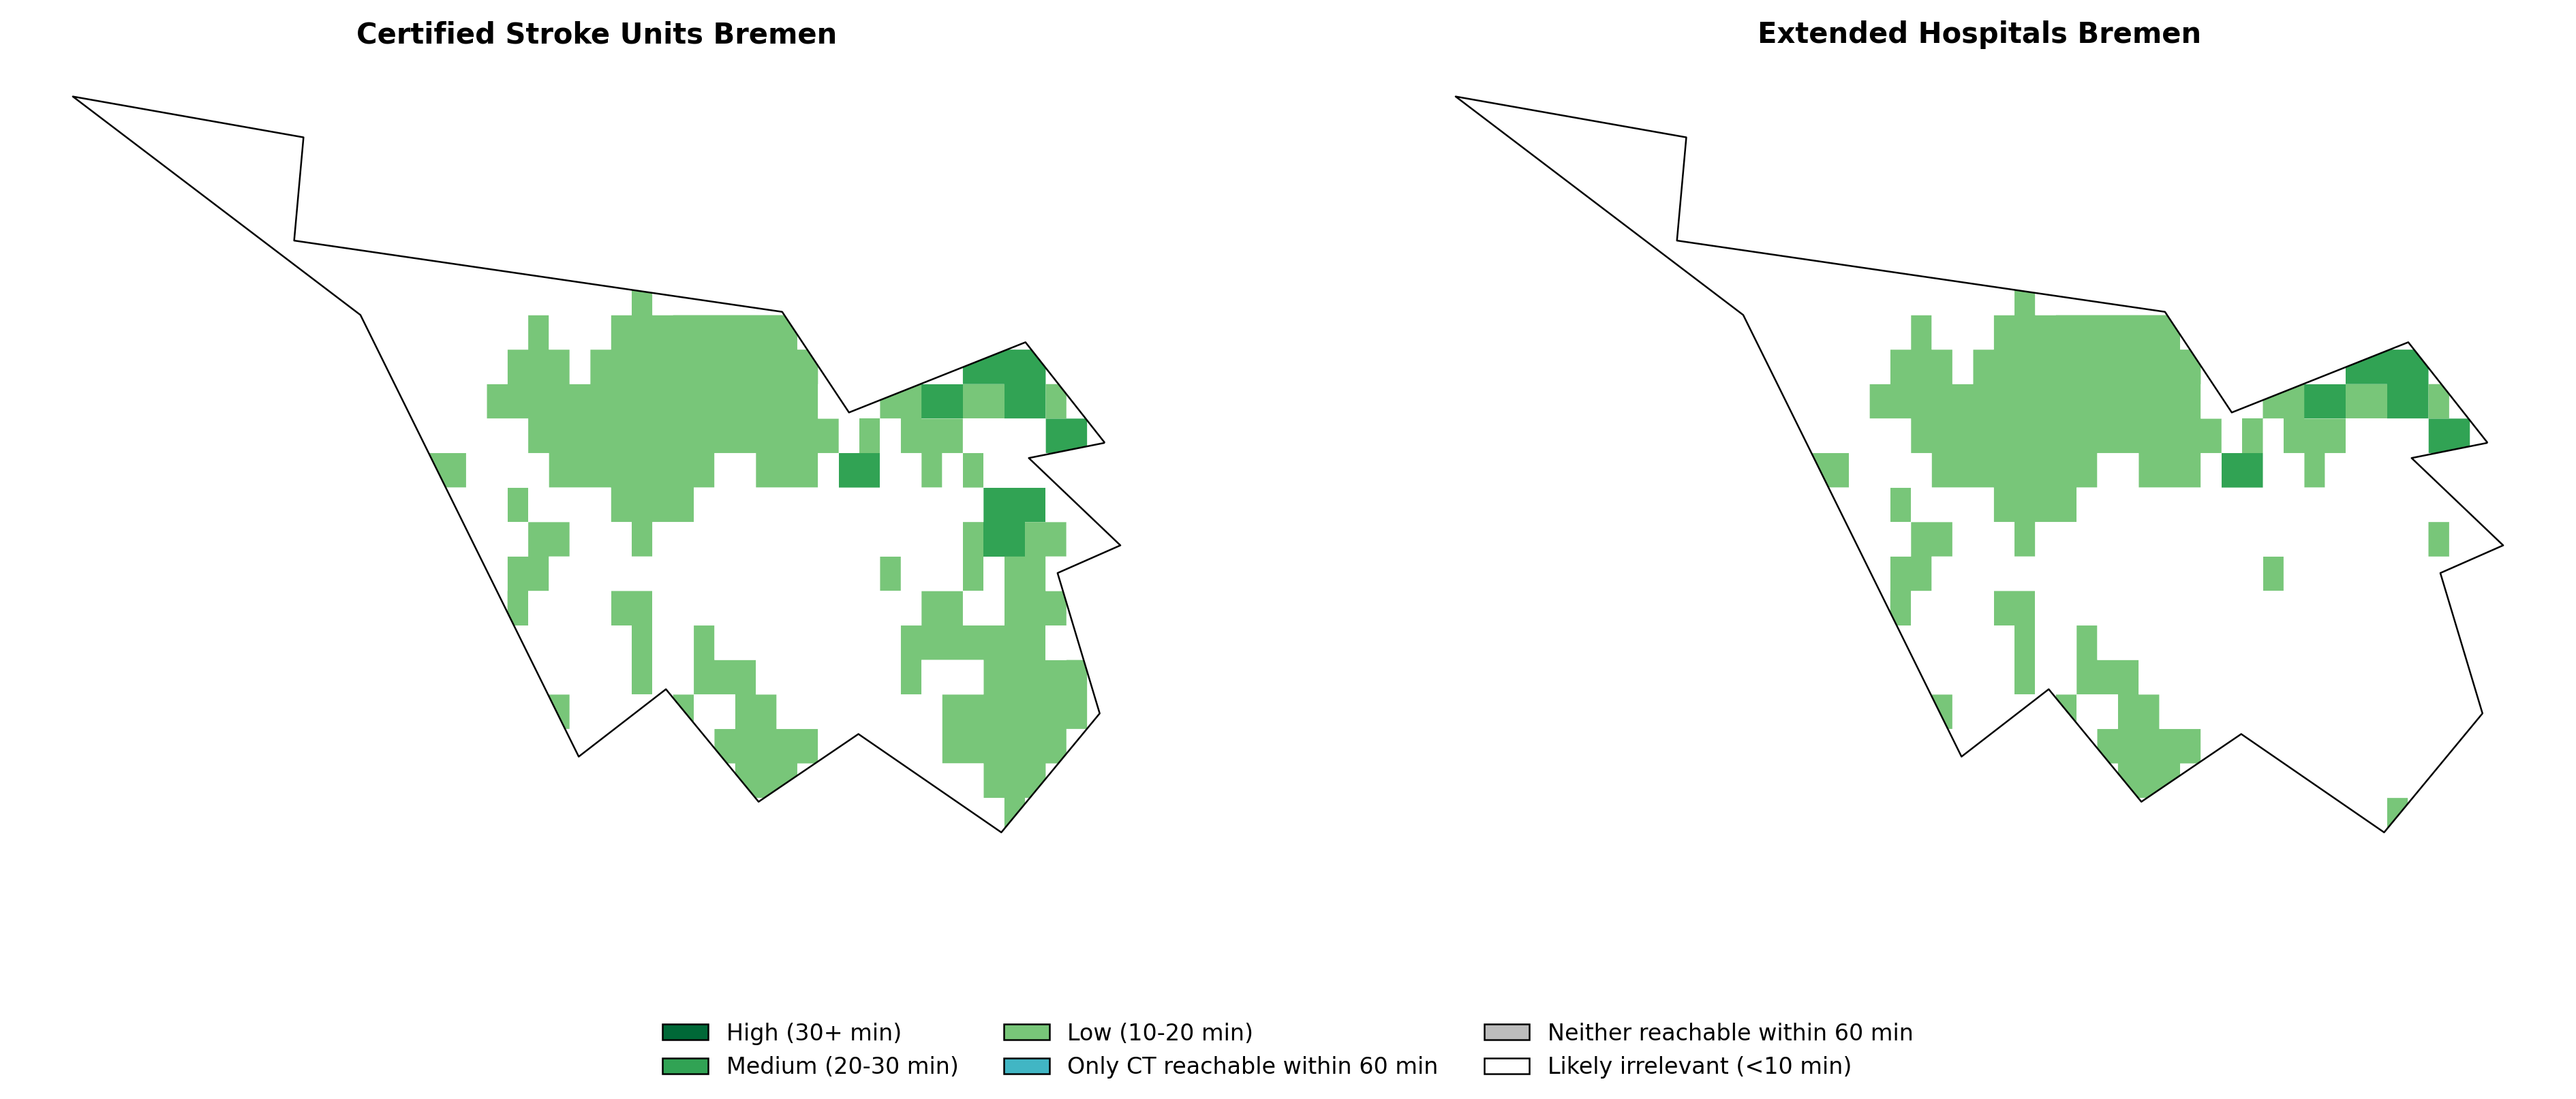 Certified Stroke Units Bremen
Extended Hospitals Bremen
High (30+ min)
Medium (20-30 min)
Low (10-20 min)
Only CT reachable within 60 min
Neither reachable within 60 min
Likely irrelevant (<10 min)